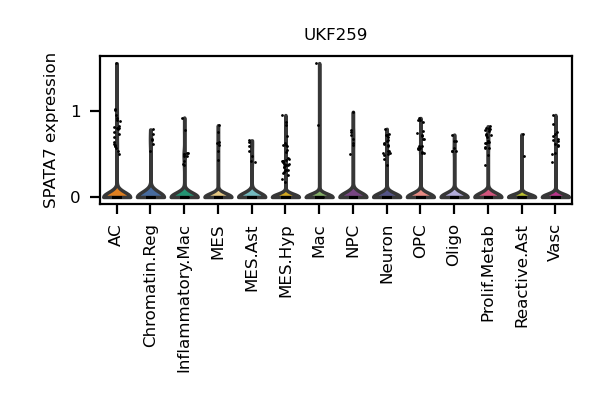 UKF259
SPATA7 expression
1
0
AC
Chromatin.Reg
Inflammatory.Mac
MES
MES.Ast
MES.Hyp
Mac
NPC
Neuron
OPC
Oligo
Prolif.Metab
Reactive.Ast
Vasc